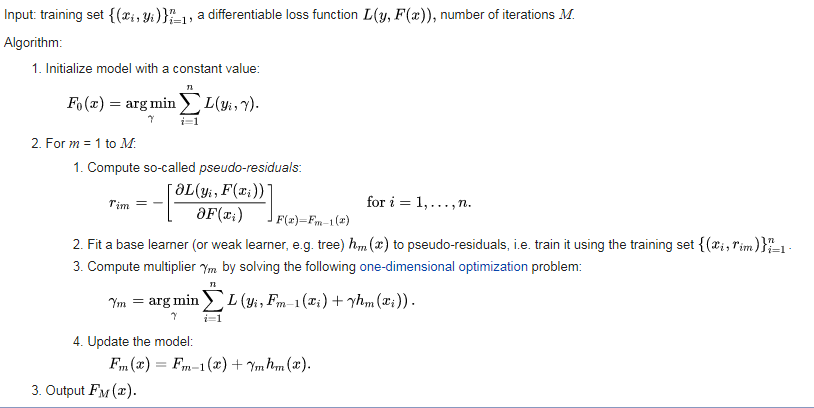 Input: training set {(xᵢ, yᵢ)}ⁿᵢ₌₁, a differentiable loss function L(y, F(x)), number of iterations M.
Algorithm:
1. Initialize model with a constant value:
F₀(x) = arg min_γ ∑ⁿᵢ₌₁ L(yᵢ, γ).
2. For m = 1 to M:
1. Compute so-called pseudo-residuals:
rᵢₘ = −[∂L(yᵢ, F(xᵢ)) / ∂F(xᵢ)]_F(x)=Fₘ₋₁(x) for i = 1, . . . , n.
2. Fit a base learner (or weak learner, e.g. tree) hₘ(x) to pseudo-residuals, i.e. train it using the training set {(xᵢ, rᵢₘ)}ⁿᵢ₌₁.
3. Compute multiplier γₘ by solving the following one-dimensional optimization problem:
γₘ = arg min_γ ∑ⁿᵢ₌₁ L (yᵢ, Fₘ₋₁(xᵢ) + γhₘ(xᵢ)) .
4. Update the model:
Fₘ(x) = Fₘ₋₁(x) + γₘhₘ(x).
3. Output F_M(x).